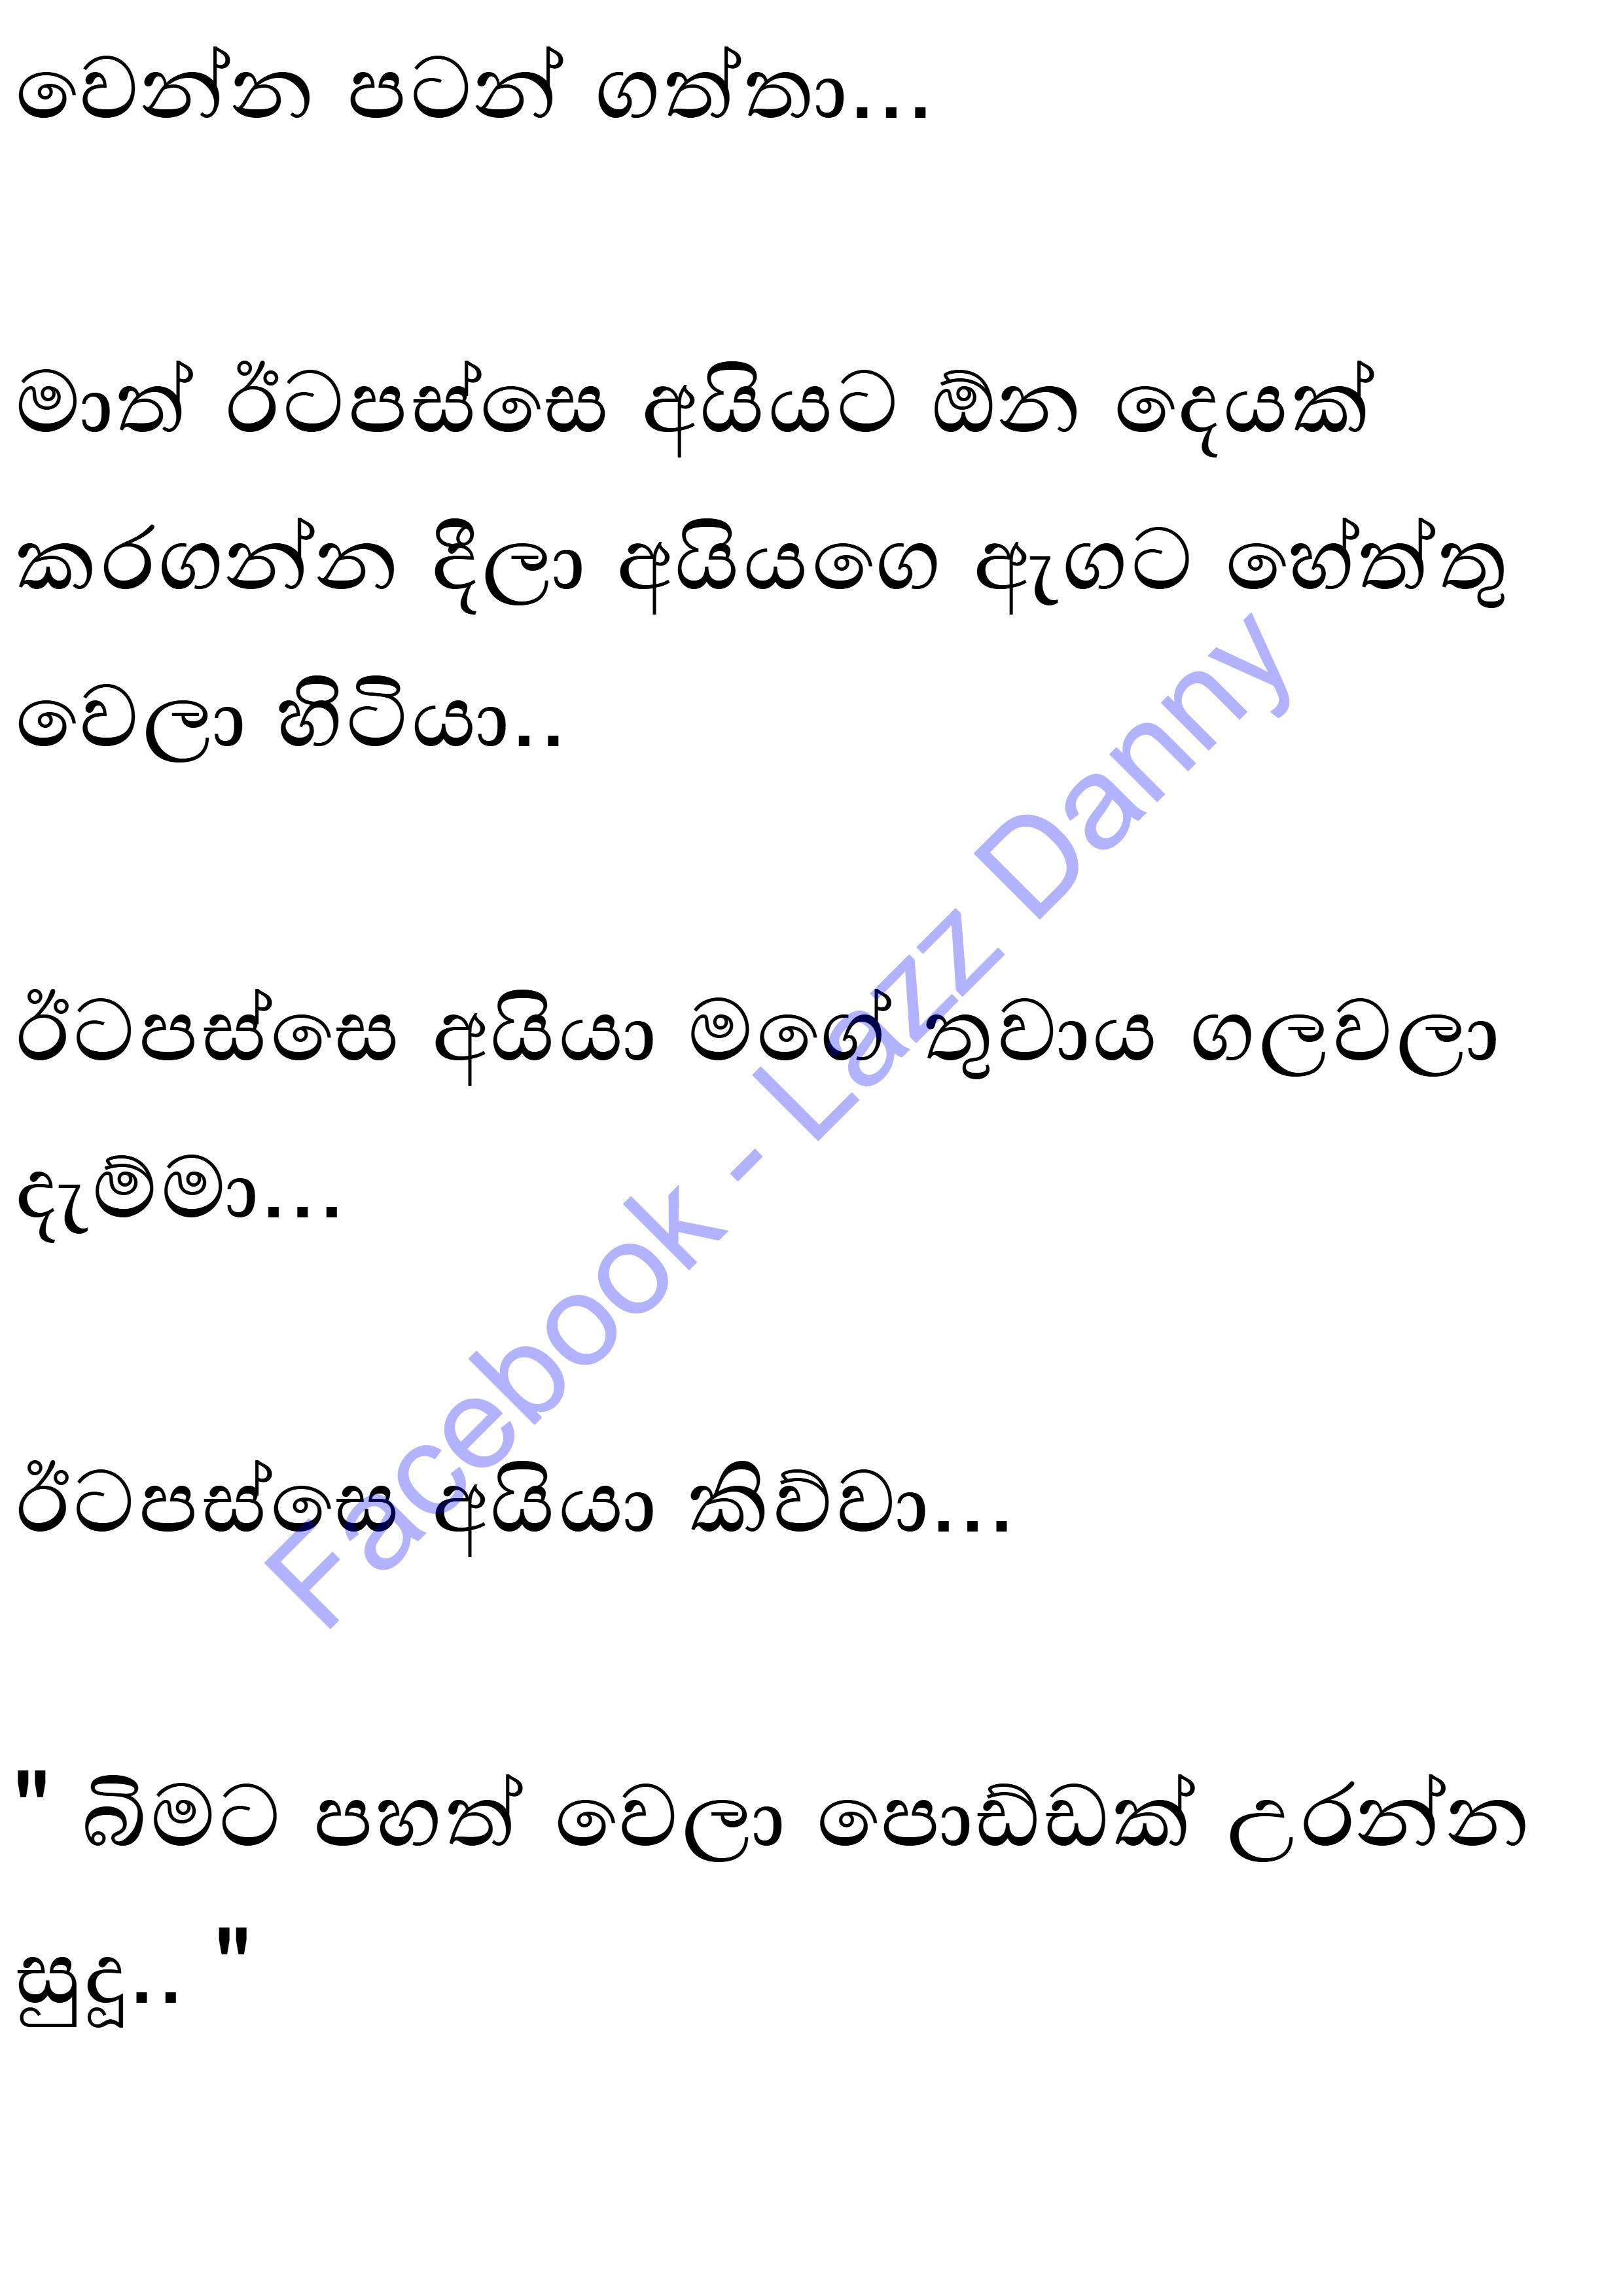 වෙන්න පටන් ගත්තා...
මාත් ඊටපස්සෙ අයියට ඕන දෙයක්
කරගන්න දීලා අයියගෙ ඇගට හේත්තු
වෙලා හිටියා..
ඊටපස්සෙ අයියා මගේ තුවාය ගලවලා
දැම්මා...
ඊටපස්සෙ අයියා කිව්වා...
" බිමට පහත් වෙලා පොඩ්ඩක් උරන්න
සුදූ.. "
Facebook - Lazz Danny